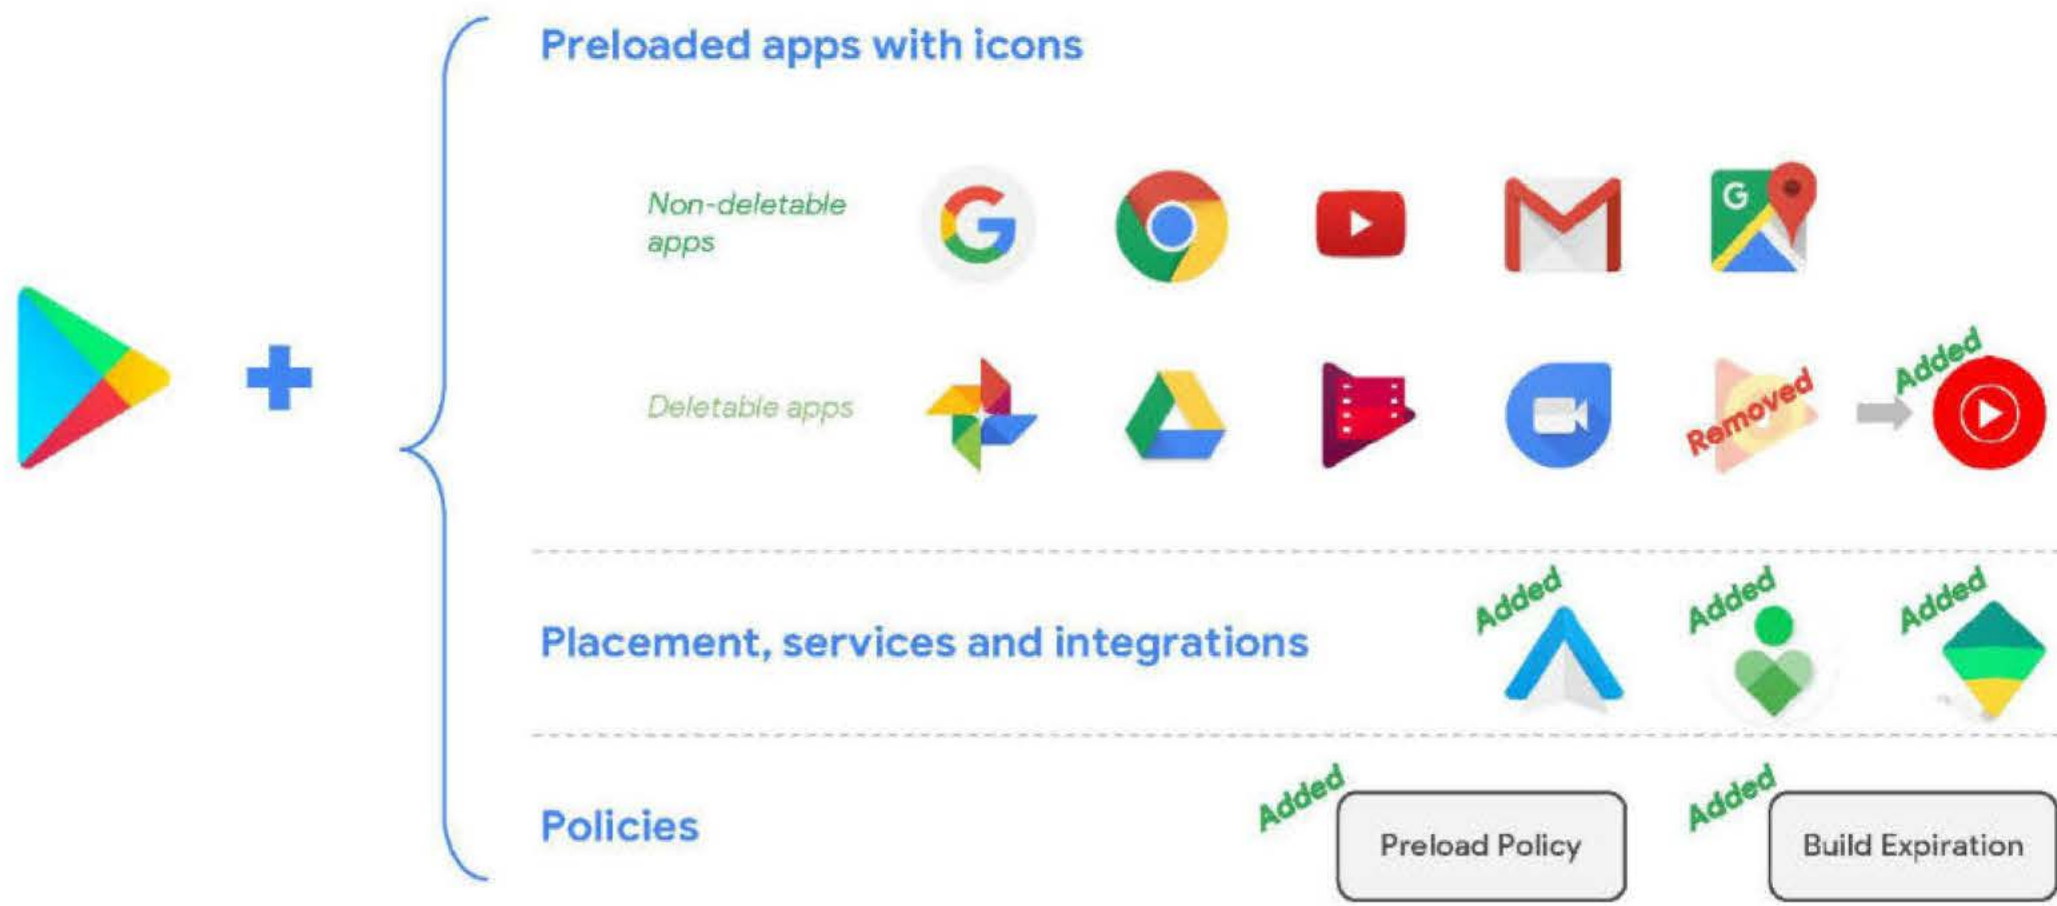 Preloaded apps with icons
Non-deletable
apps
G
Deletable apps
Removed
Added
Placement, services and integrations
Added
Added
Added
Policies
Added
Preload Policy
Added
Build Expiration